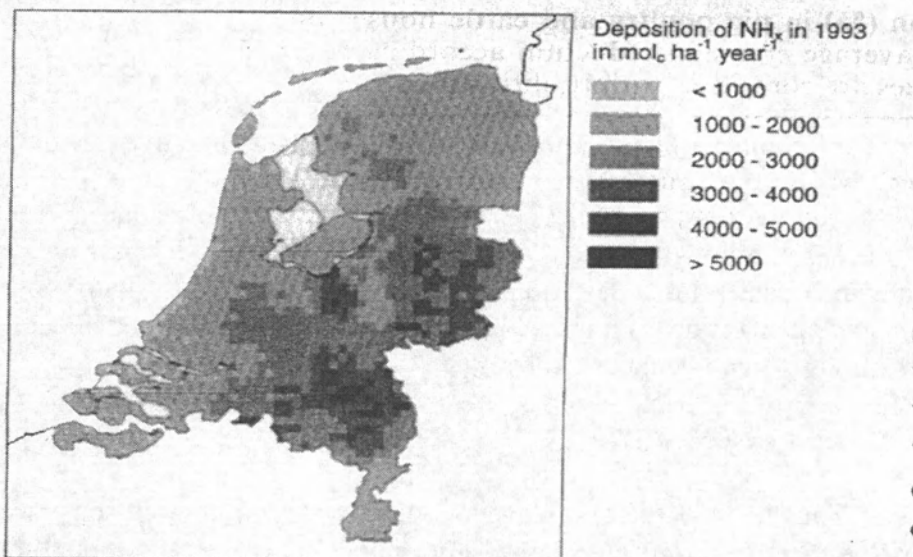 Deposition of NHₓ in 1993
in molc ha⁻¹ year⁻¹
< 1000
1000 - 2000
2000 - 3000
3000 - 4000
4000 - 5000
> 5000